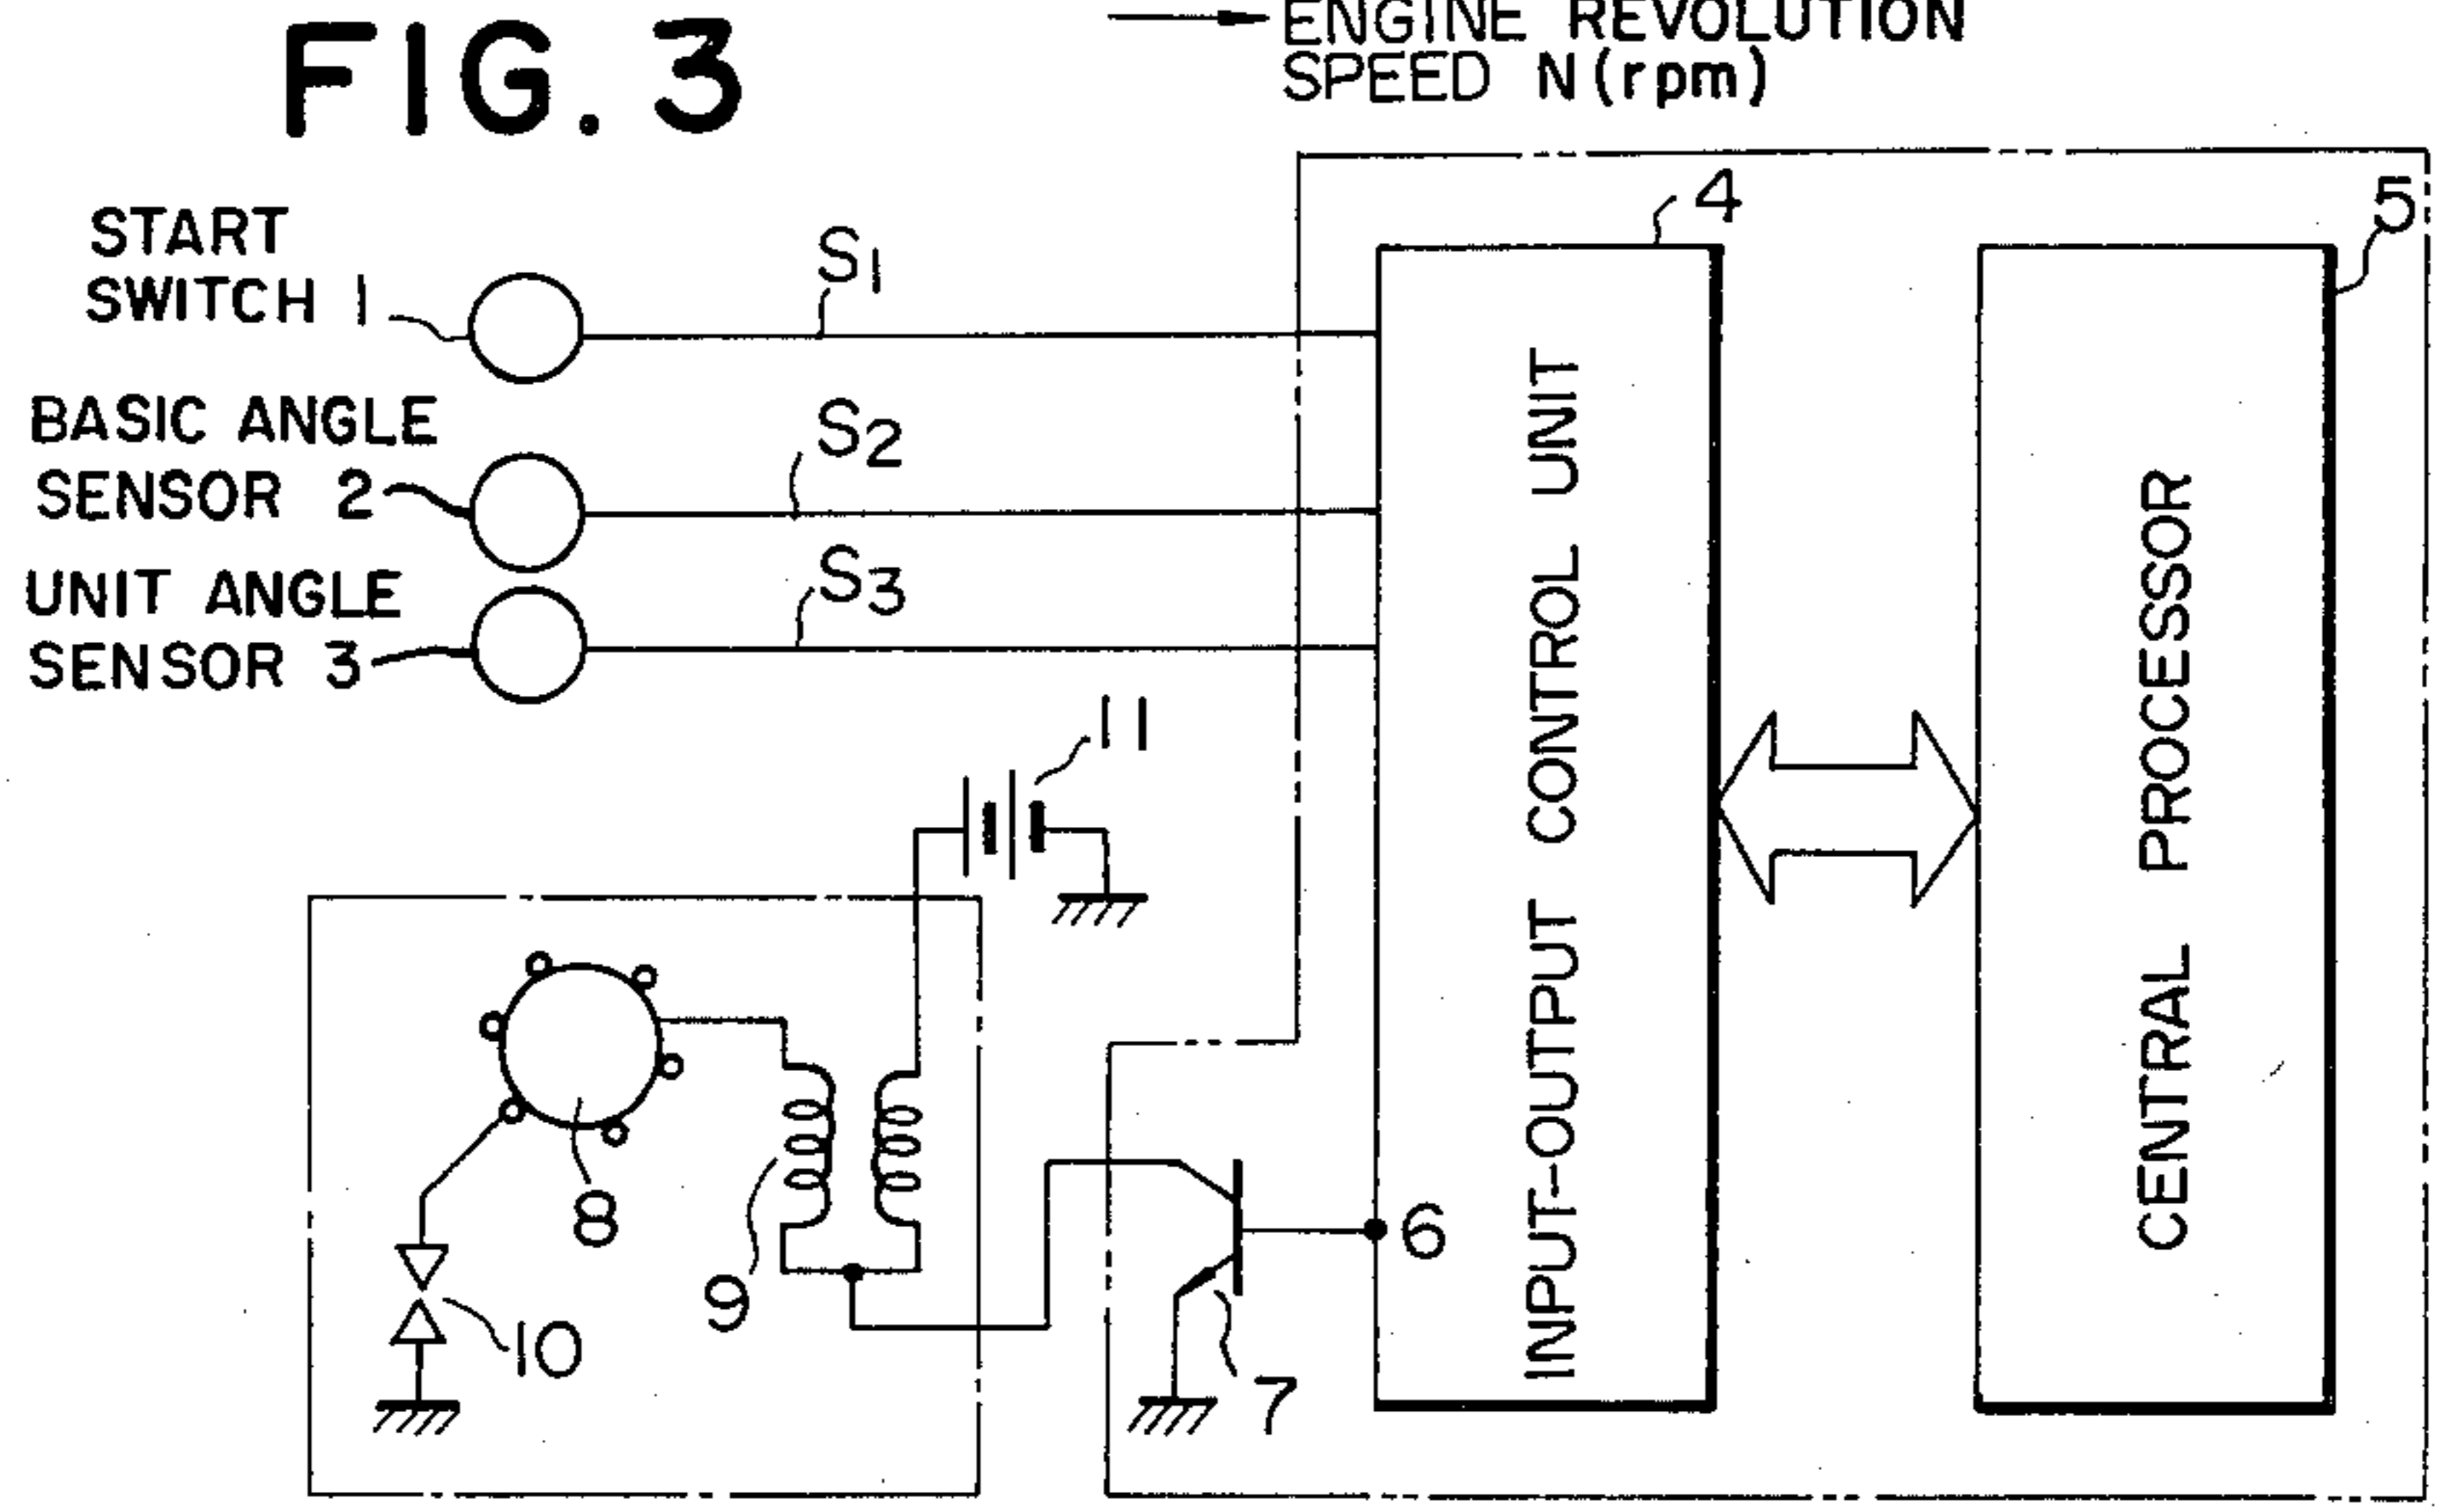 FIG. 3
ENGINE REVOLUTION
SPEED N (rpm)
START
SWITCH 1
S1
BASIC ANGLE
SENSOR 2
S2
UNIT ANGLE
SENSOR 3
S3
4
5
INPUT-OUTPUT CONTROL UNIT
CENTRAL PROCESSOR
11
6
7
8
9
10